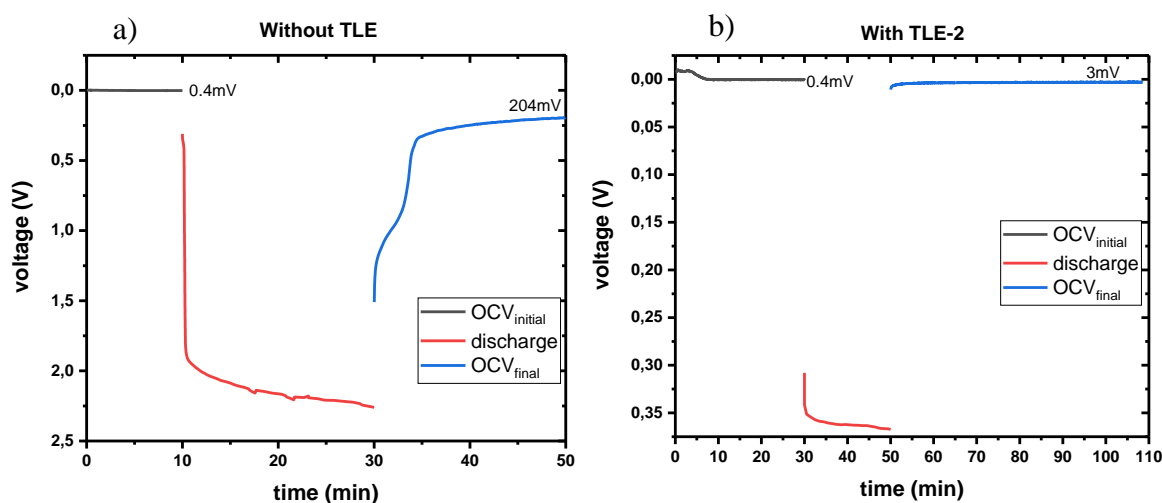 a)
Without TLE
0,0
0,5
1,0
1,5
2,0
2,5
voltage (V)
0.4mV
204mV
OCVinitial
discharge
OCVfinal
0
10
20
30
40
50
time (min)
b)
With TLE-2
0,00
0,05
0,10
0,15
0,20
0,25
0,30
0,35
voltage (V)
0.4mV
3mV
OCVinitial
discharge
OCVfinal
0
10
20
30
40
50
60
70
80
90
100
110
time (min)